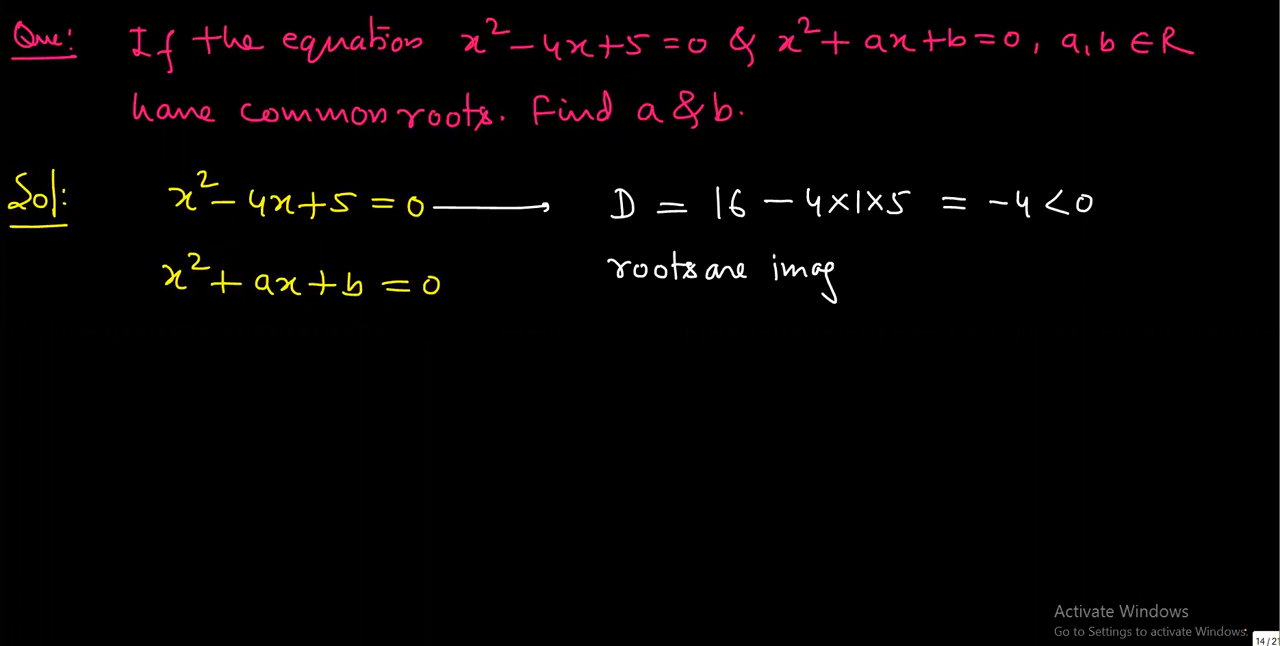 Que: If the equation x² - 4x + 5 = 0 & x² + ax + b = 0, a, b ∈ R
have common roots. Find a & b.
Sol: x² - 4x + 5 = 0 ⟶ D = 16 - 4×1×5 = -4 < 0
x² + ax + b = 0 roots are imag
Activate Windows
Go to Settings to activate Windows.
14 / 21